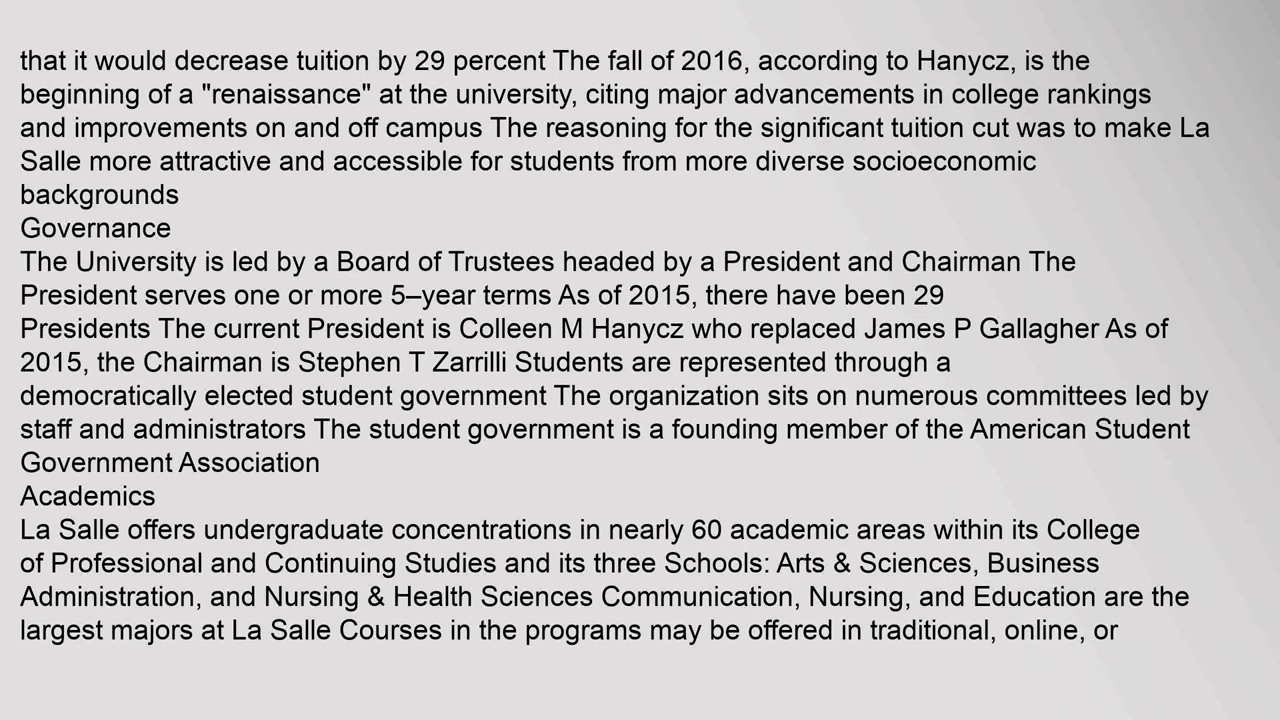 that it would decrease tuition by 29 percent The fall of 2016, according to Hanycz, is the
beginning of a "renaissance" at the university, citing major advancements in college rankings
and improvements on and off campus The reasoning for the significant tuition cut was to make La
Salle more attractive and accessible for students from more diverse socioeconomic
backgrounds
Governance
The University is led by a Board of Trustees headed by a President and Chairman The
President serves one or more 5–year terms As of 2015, there have been 29
Presidents The current President is Colleen M Hanycz who replaced James P Gallagher As of
2015, the Chairman is Stephen T Zarrilli Students are represented through a
democratically elected student government The organization sits on numerous committees led by
staff and administrators The student government is a founding member of the American Student
Government Association
Academics
La Salle offers undergraduate concentrations in nearly 60 academic areas within its College
of Professional and Continuing Studies and its three Schools: Arts & Sciences, Business
Administration, and Nursing & Health Sciences Communication, Nursing, and Education are the
largest majors at La Salle Courses in the programs may be offered in traditional, online, or